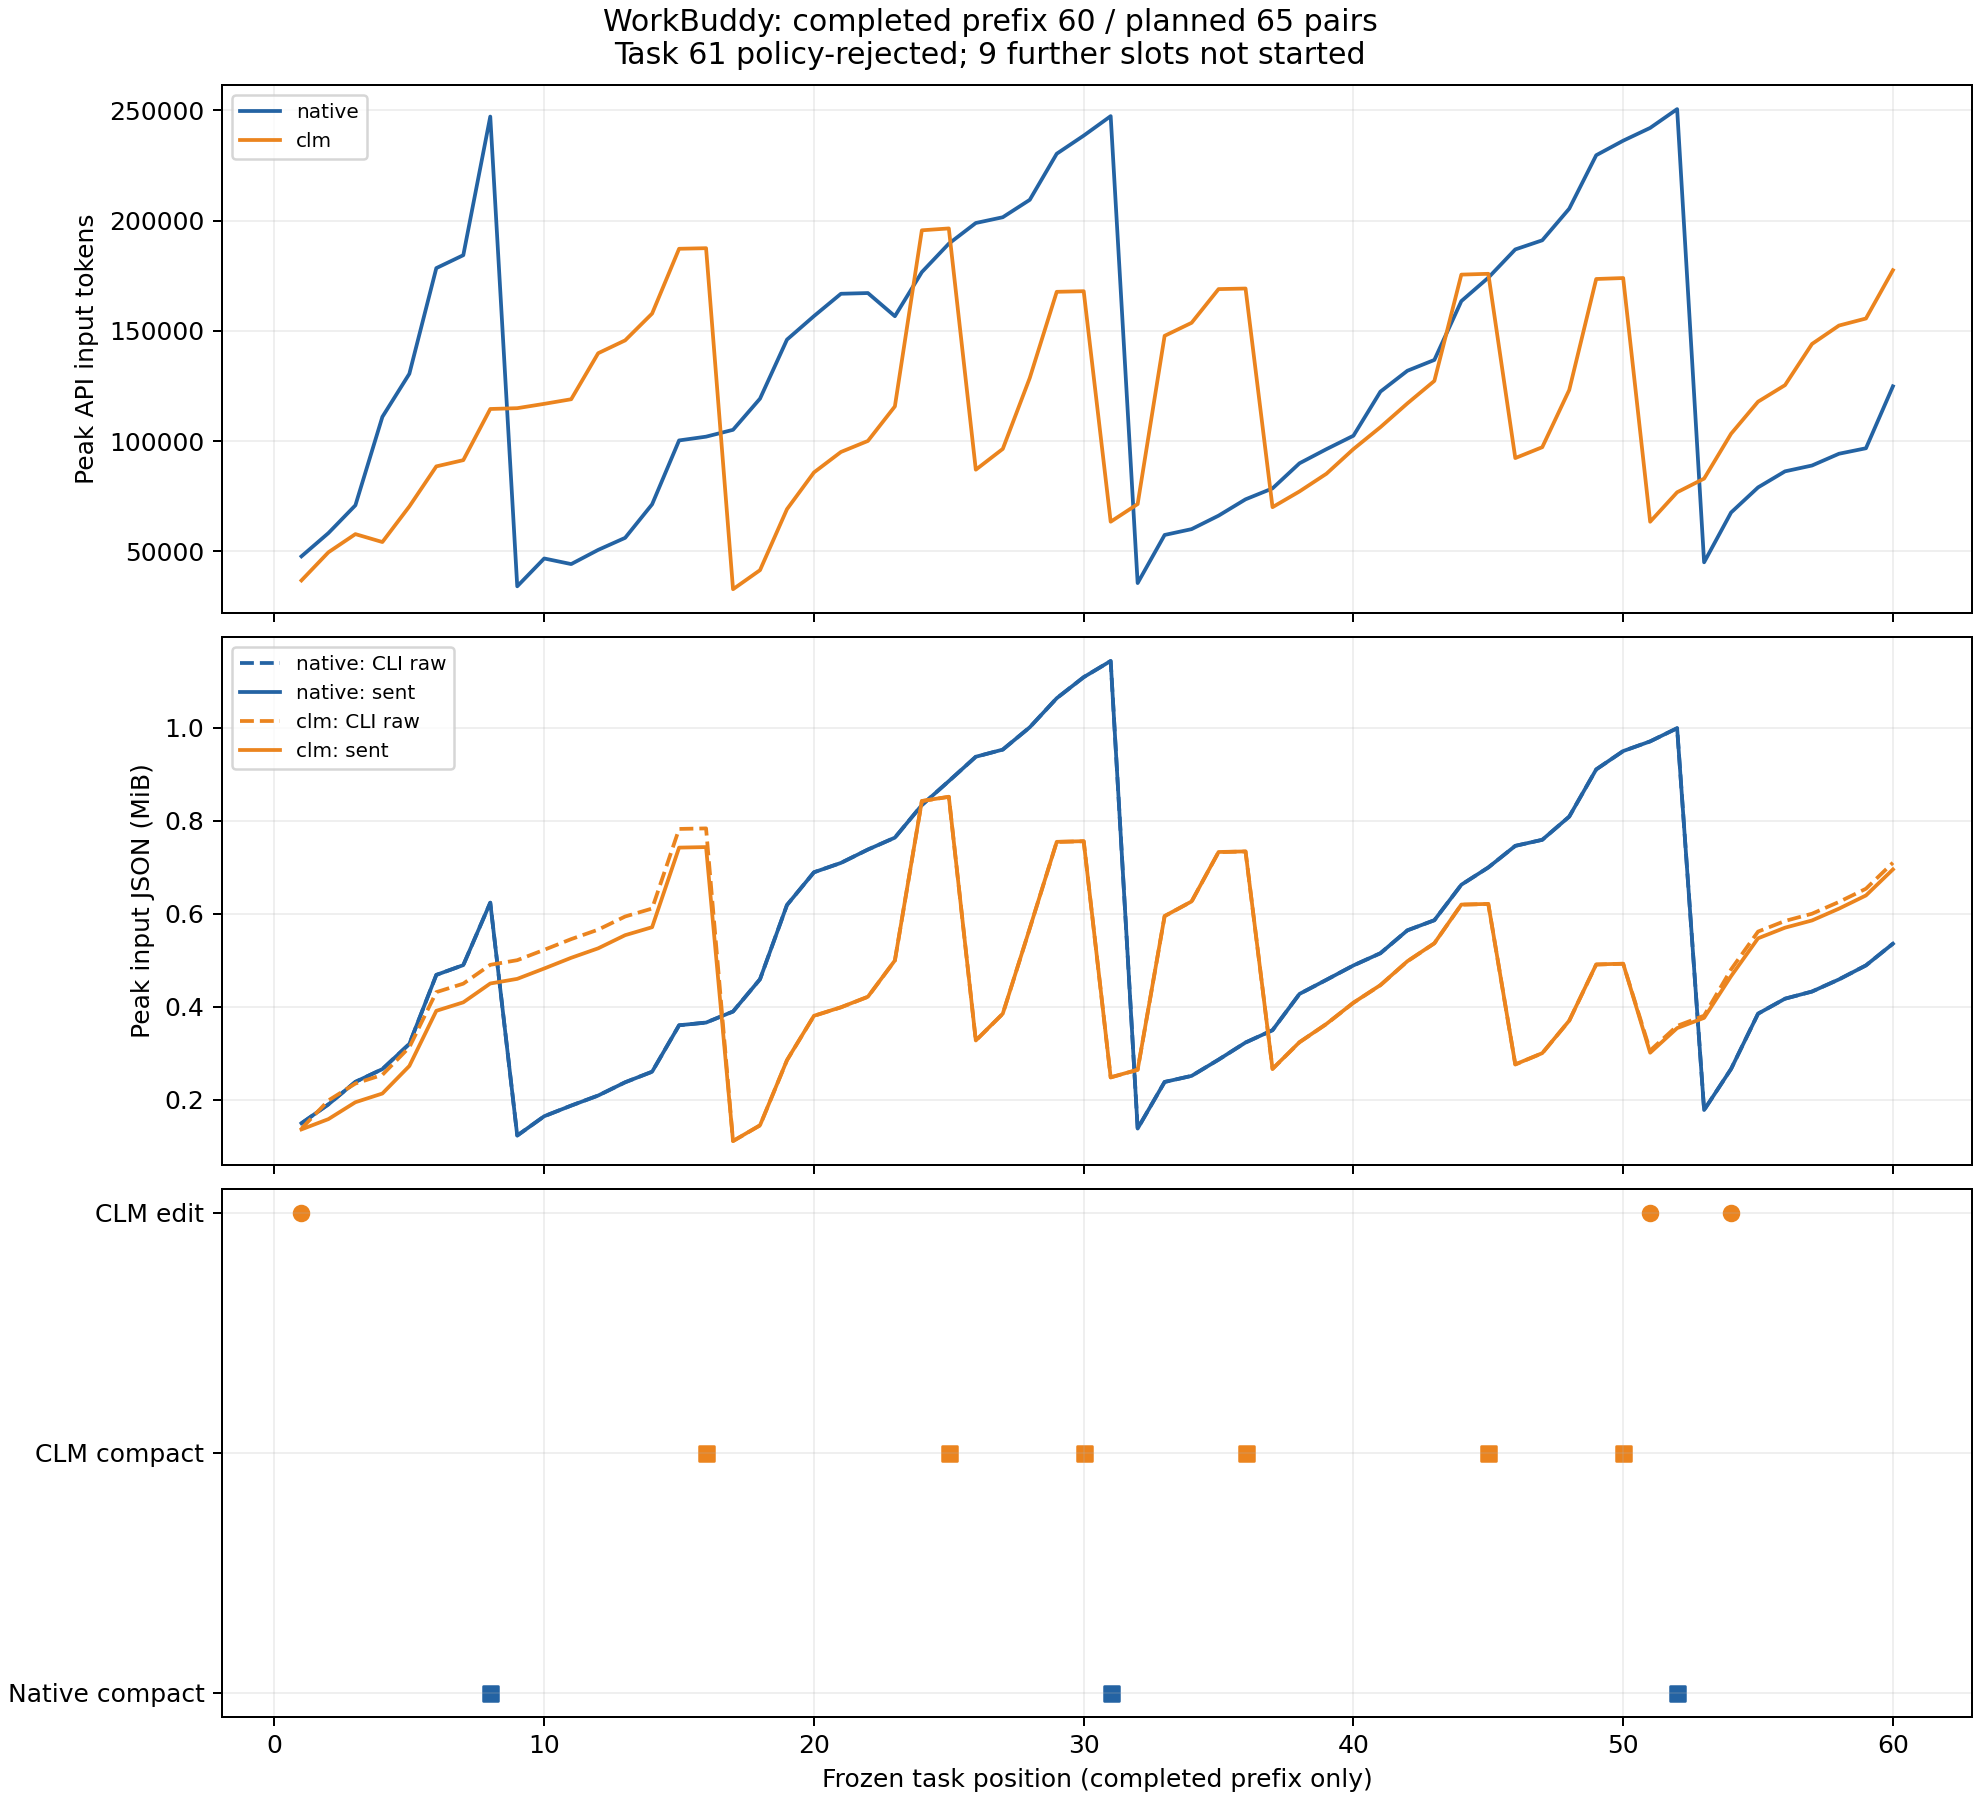 WorkBuddy: completed prefix 60 / planned 65 pairs
Task 61 policy-rejected; 9 further slots not started
native
clm
250000
200000
150000
100000
50000
Peak API input tokens
native: CLI raw
native: sent
clm: CLI raw
clm: sent
1.0
0.8
0.6
0.4
0.2
Peak input JSON (MiB)
CLM edit
CLM compact
Native compact
0 10 20 30 40 50 60
Frozen task position (completed prefix only)